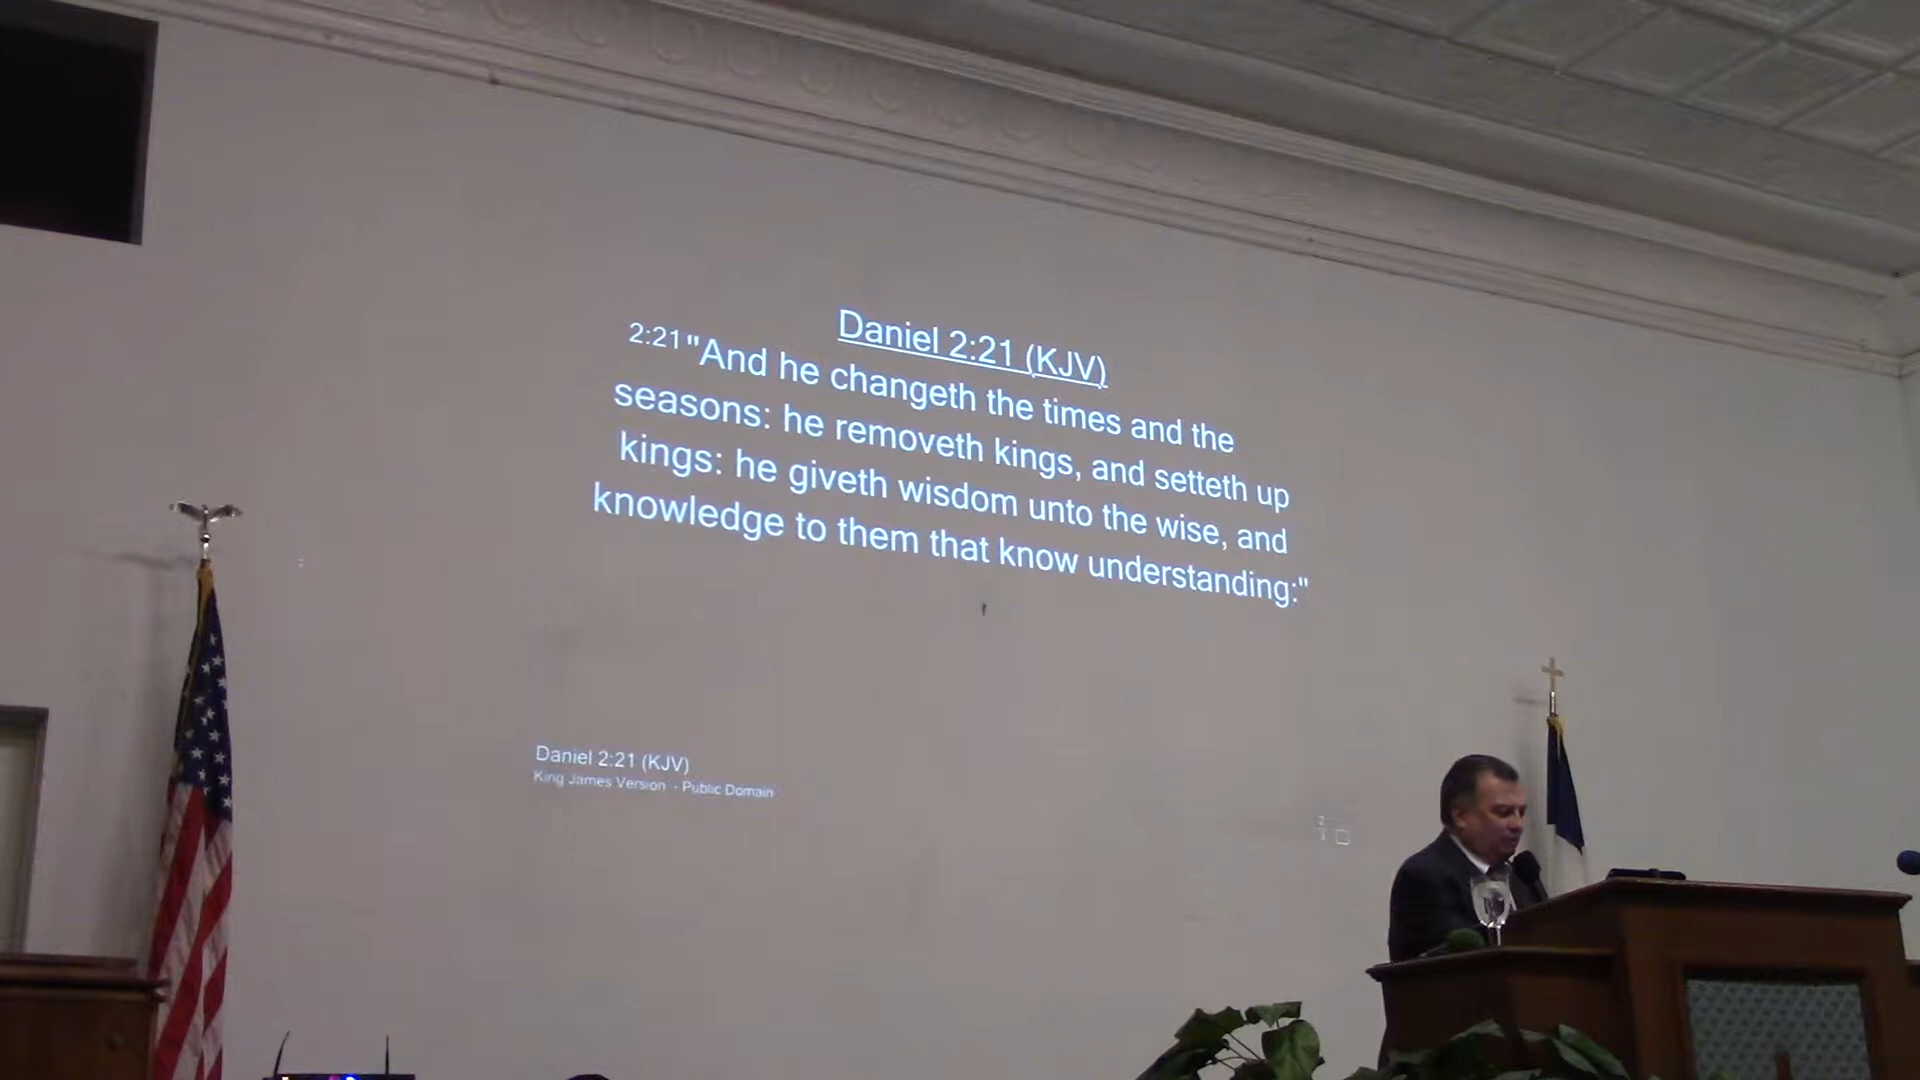 Daniel 2:21 (KJV)
2:21 "And he changeth the times and the
seasons: he removeth kings, and setteth up
kings: he giveth wisdom unto the wise, and
knowledge to them that know understanding:"
Daniel 2:21 (KJV)
King James Version - Public Domain